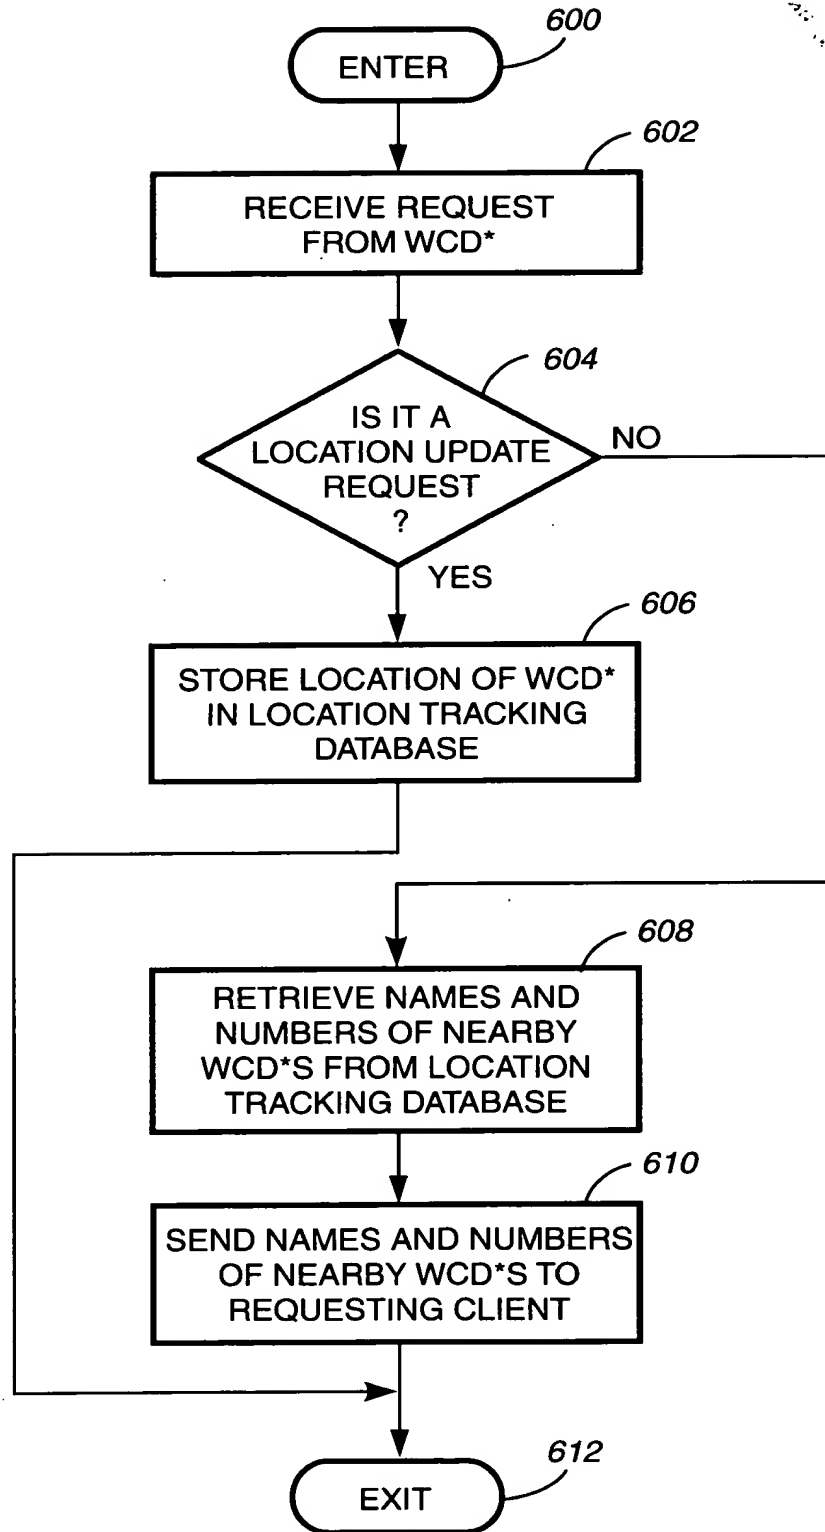 600
ENTER
602
RECEIVE REQUEST
FROM WCD*
604
IS IT A
LOCATION UPDATE
REQUEST
?
NO
YES
606
STORE LOCATION OF WCD*
IN LOCATION TRACKING
DATABASE
608
RETRIEVE NAMES AND
NUMBERS OF NEARBY
WCD*S FROM LOCATION
TRACKING DATABASE
610
SEND NAMES AND NUMBERS
OF NEARBY WCD*S TO
REQUESTING CLIENT
612
EXIT